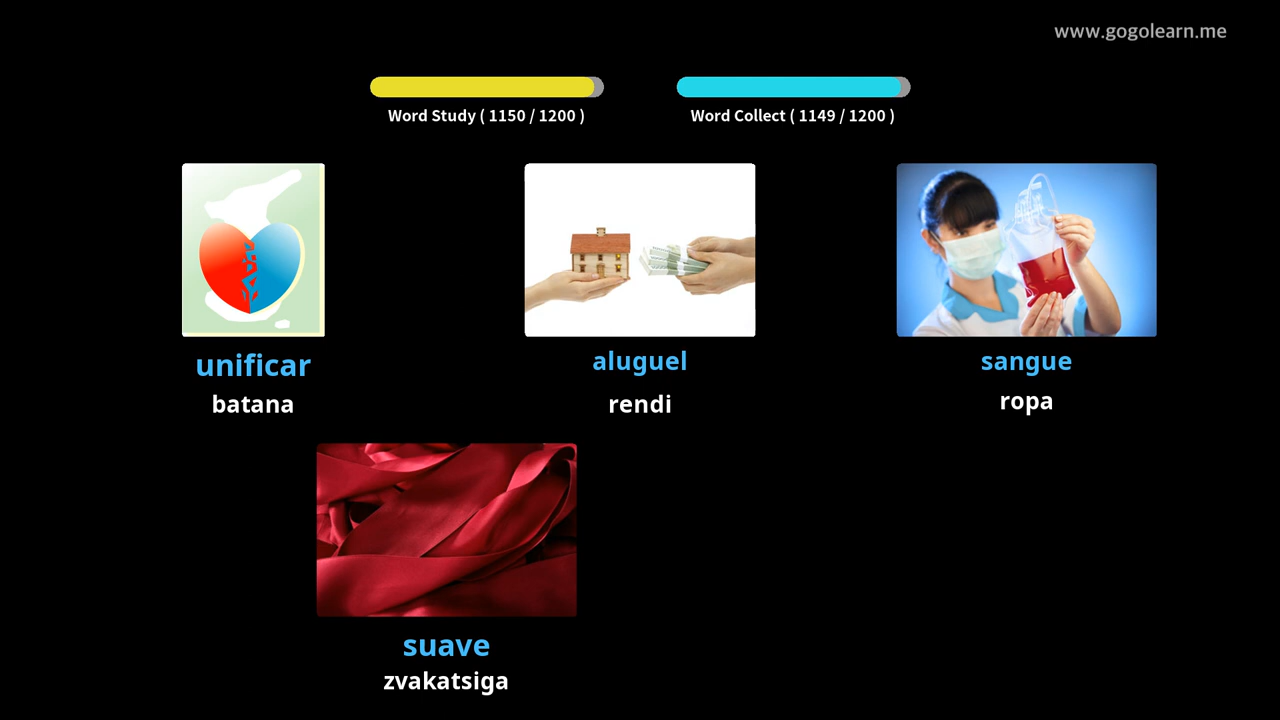 www.gogolearn.me
Word Study ( 1150 / 1200 )
Word Collect ( 1149 / 1200 )
unificar
batana
aluguel
rendi
sangue
ropa
suave
zvakatsiga